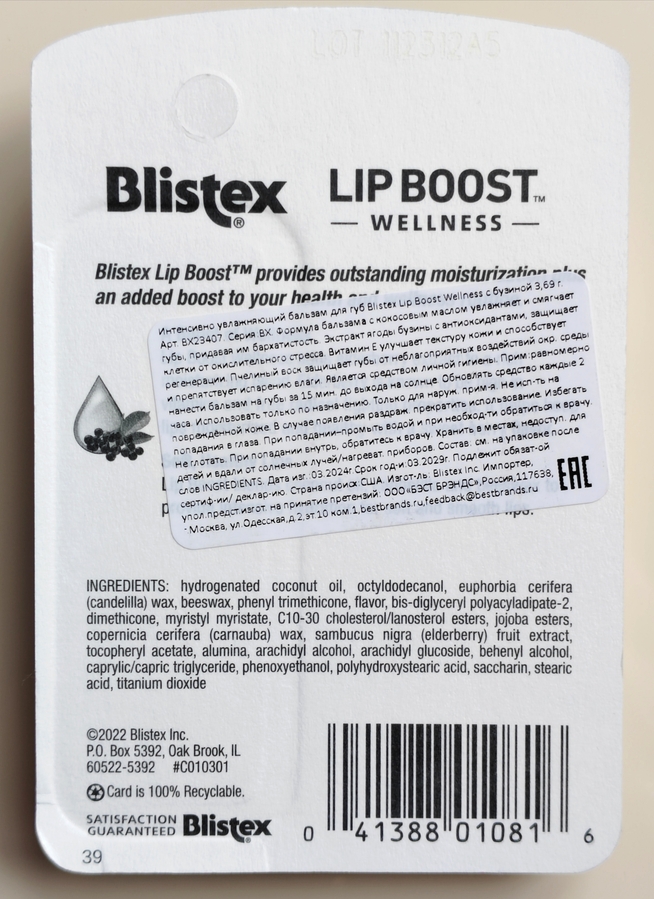 LOT 112312A5
Blistex® LIP BOOST™
WELLNESS
Blistex Lip Boost™ provides outstanding moisturization plus
an added boost to your health and
Интенсивно увлажняющий бальзам для губ Blistex Lip Boost Wellness с бузиной 3,69 г.
Арт. BX23407. Серия:BX. Формула бальзама с кокосовым маслом увлажняет и смягчает
губы, придавая им бархатистость. Экстракт ягоды бузины с антиоксидантами, защищает
клетки от окислительного стресса. Витамин Е улучшает текстуру кожи и способствует
регенерации. Пчелиный воск защищает губы от неблагоприятных воздействий окр. среды
и препятствует испарению влаги. Является средством личной гигиены. Прим:равномерно
нанести бальзам на губы за 15 мин. до выхода на солнце. Обновлять средство каждые 2
часа. Использовать только по назначению. Только для наруж. прим-я. Не исп-ть на
повреждённой коже. В случае появления раздраж. прекратить использование. Избегать
попадания в глаза. При попадании–промыть водой и при необход-ти обратиться к врачу.
Не глотать. При попадании внутрь, обратитесь к врачу. Хранить в местах, недоступ. для
детей и вдали от солнечных лучей/нагреват. приборов. Состав: см. на упаковке после
слов INGREDIENTS. Дата изг. 03.2024г.Срок год-и:03.2029г. Подлежит обязат-ой
сертиф-ии/ деклар-ию. Страна происх:США. Изгот-ль: Blistex Inc. Импортер,
упол.предст.изгот. на принятие претензий: ООО«БЭСТ БРЭНДС»,Россия,117638,
г Москва, ул.Одесская,д.2,эт.10 ком.1,bestbrands.ru,feedback@bestbrands.ru
EAC
lips.
INGREDIENTS: hydrogenated coconut oil, octyldodecanol, euphorbia cerifera
(candelilla) wax, beeswax, phenyl trimethicone, flavor, bis-diglyceryl polyacyladipate-2,
dimethicone, myristyl myristate, C10-30 cholesterol/lanosterol esters, jojoba esters,
copernicia cerifera (carnauba) wax, sambucus nigra (elderberry) fruit extract,
tocopheryl acetate, alumina, arachidyl alcohol, arachidyl glucoside, behenyl alcohol,
caprylic/capric triglyceride, phenoxyethanol, polyhydroxystearic acid, saccharin, stearic
acid, titanium dioxide
©2022 Blistex Inc.
P.O. Box 5392, Oak Brook, IL
60522-5392 #C010301
Card is 100% Recyclable.
SATISFACTION
GUARANTEED Blistex®
0 41388 01081 6
39